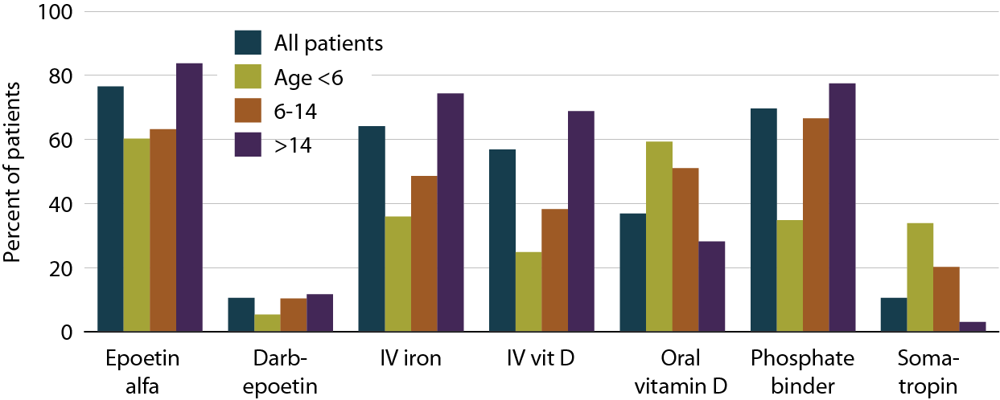 100
80
60
40
20
0
Percent of patients
All patients
Age <6
6-14
>14
Epoetin
alfa
Darb-
epoetin
IV iron
IV vit D
Oral
vitamin D
Phosphate
binder
Soma-
tropin